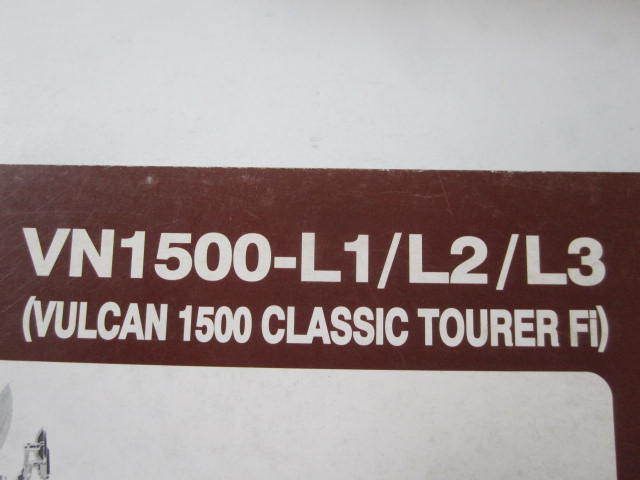 VN1500-L1/L2/L3
(VULCAN 1500 CLASSIC TOURER Fi)